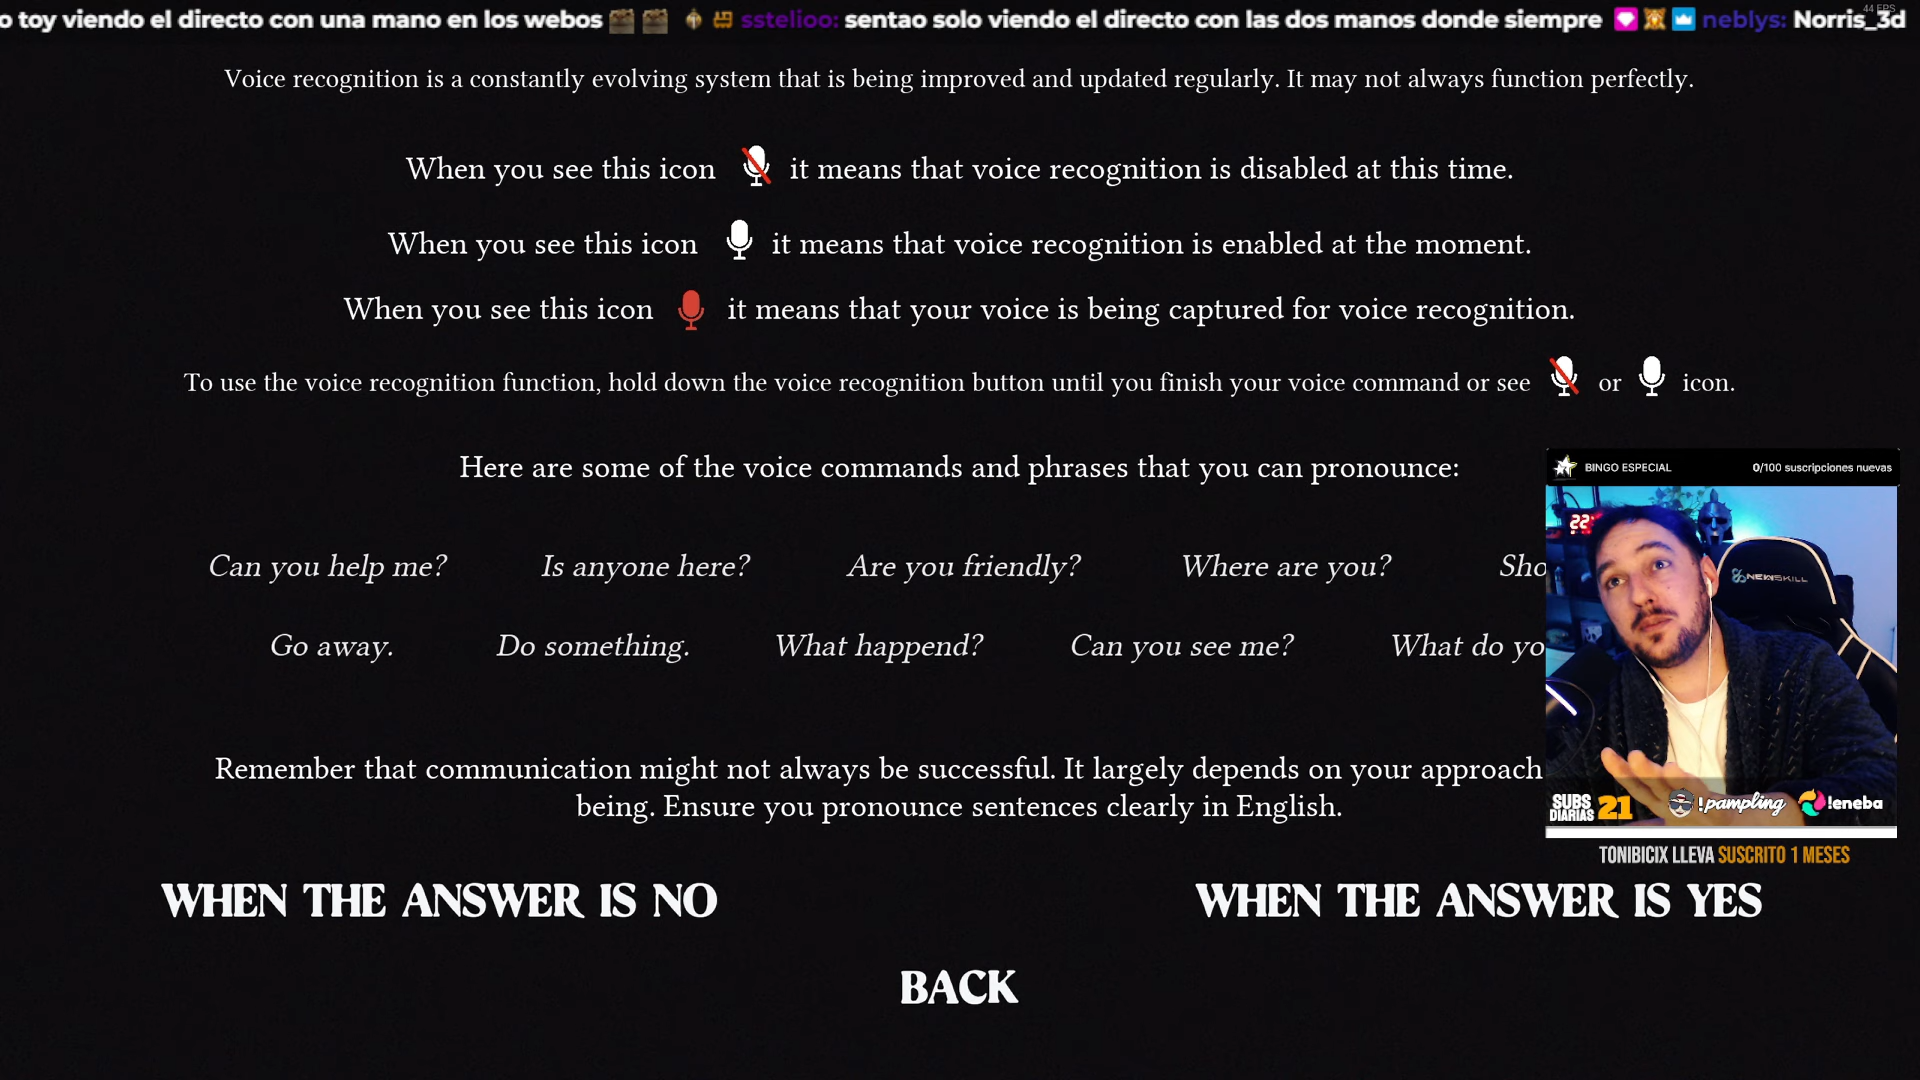 o toy viendo el directo con una mano en los webos sstelioo: sentao solo viendo el directo con las dos manos donde siempre neblys: Norris_3d
44 FPS
Voice recognition is a constantly evolving system that is being improved and updated regularly. It may not always function perfectly.
When you see this icon it means that voice recognition is disabled at this time.
When you see this icon it means that voice recognition is enabled at the moment.
When you see this icon it means that your voice is being captured for voice recognition.
To use the voice recognition function, hold down the voice recognition button until you finish your voice command or see or icon.
Here are some of the voice commands and phrases that you can pronounce:
BINGO ESPECIAL 0/100 suscripciones nuevas
22
NEWSKILL
Can you help me? Is anyone here? Are you friendly? Where are you? Sho
Go away. Do something. What happend? Can you see me? What do yo
Remember that communication might not always be successful. It largely depends on your approach
being. Ensure you pronounce sentences clearly in English.
SUBS DIARIAS 21 !pampling !eneba
TONIBICIX LLEVA SUSCRITO 1 MESES
WHEN THE ANSWER IS NO
WHEN THE ANSWER IS YES
BACK